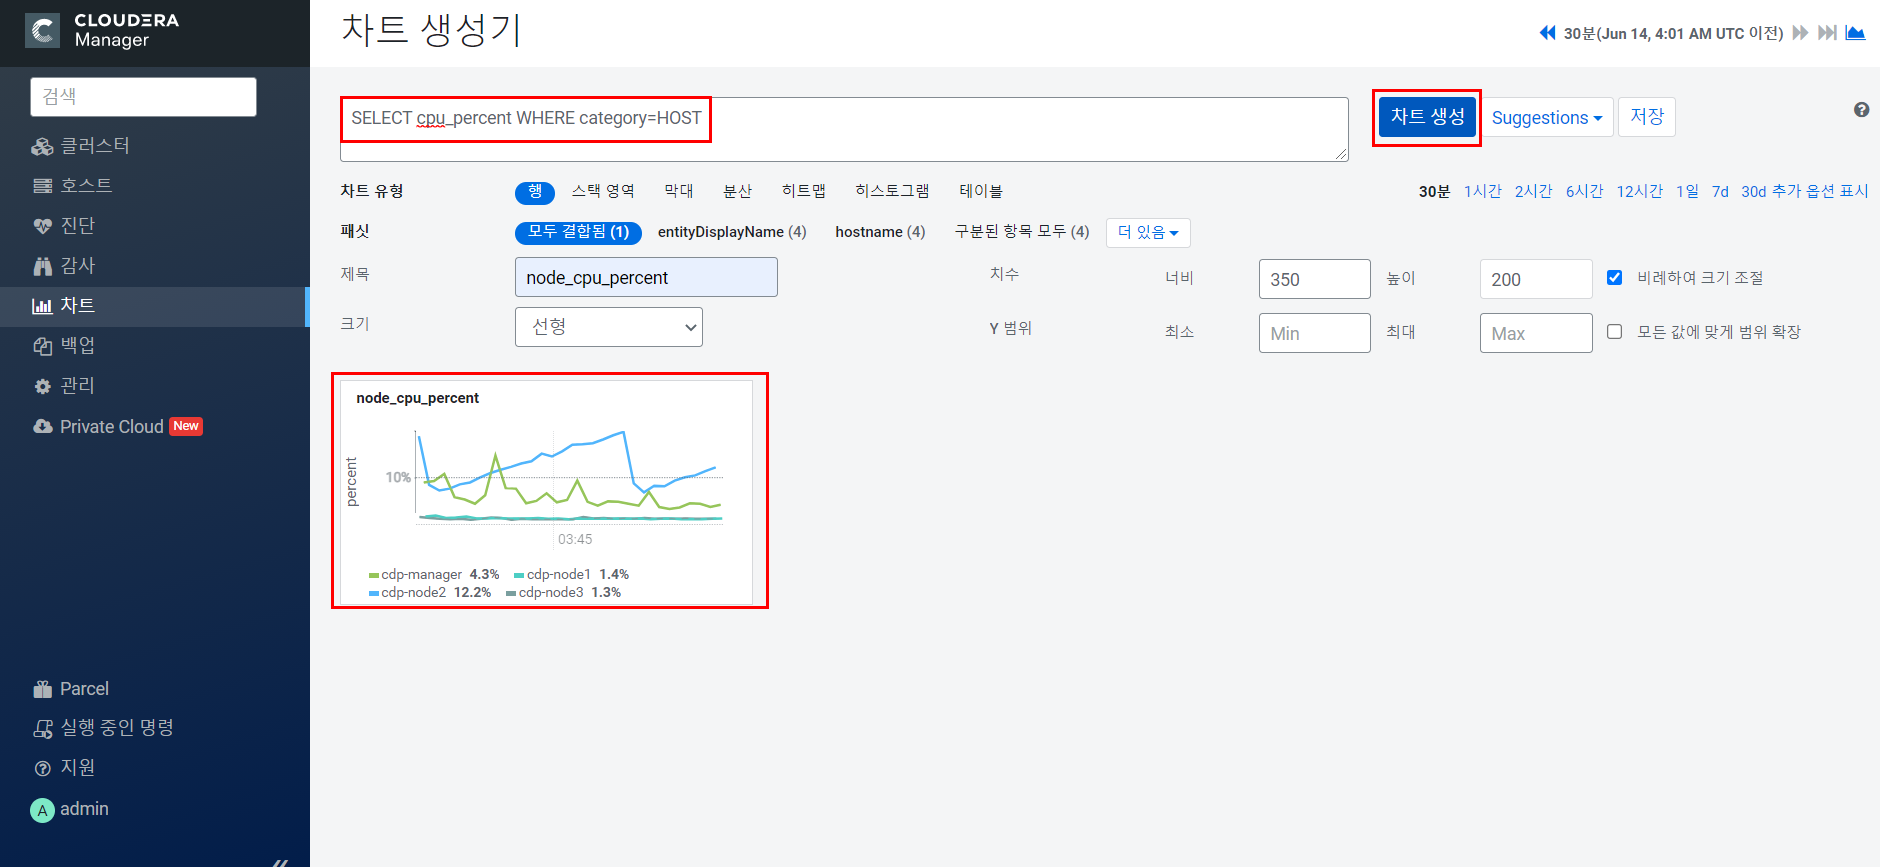 CLOUDERA
Manager
검색
클러스터
호스트
진단
감사
차트
백업
관리
Private Cloud New
Parcel
실행 중인 명령
지원
A admin
차트 생성기
30분(Jun 14, 4:01 AM UTC 이전)
SELECT cpu_percent WHERE category=HOST
차트 생성 Suggestions 저장
차트 유형 행 스택 영역 막대 분산 히트맵 히스토그램 테이블 30분 1시간 2시간 6시간 12시간 1일 7d 30d 추가 옵션 표시
패싯 모두 결합됨 (1) entityDisplayName (4) hostname (4) 구분된 항목 모두 (4) 더 있음
제목 node_cpu_percent 치수 너비 350 높이 200 비례하여 크기 조절
크기 선형 Y 범위 최소 Min 최대 Max 모든 값에 맞게 범위 확장
node_cpu_percent
percent
10%
03:45
cdp-manager 4.3% cdp-node1 1.4%
cdp-node2 12.2% cdp-node3 1.3%